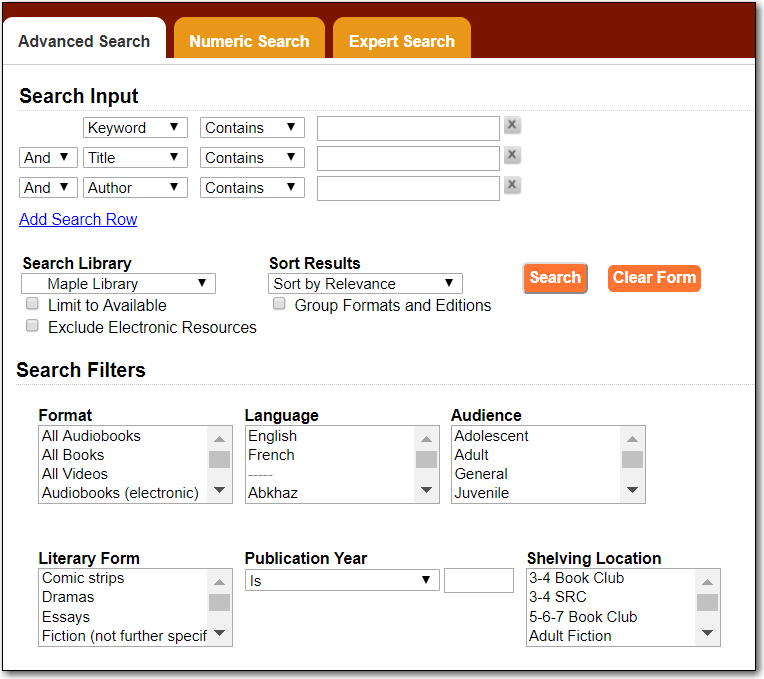 Advanced Search Numeric Search Expert Search
Search Input
Keyword Contains x
And Title Contains x
And Author Contains x
Add Search Row
Search Library Sort Results
Maple Library Sort by Relevance Search Clear Form
Limit to Available Group Formats and Editions
Exclude Electronic Resources
Search Filters
Format Language Audience
All Audiobooks English Adolescent
All Books French Adult
All Videos ----- General
Audiobooks (electronic) Abkhaz Juvenile
Literary Form Publication Year Shelving Location
Comic strips Is 3-4 Book Club
Dramas 3-4 SRC
Essays 5-6-7 Book Club
Fiction (not further specif Adult Fiction